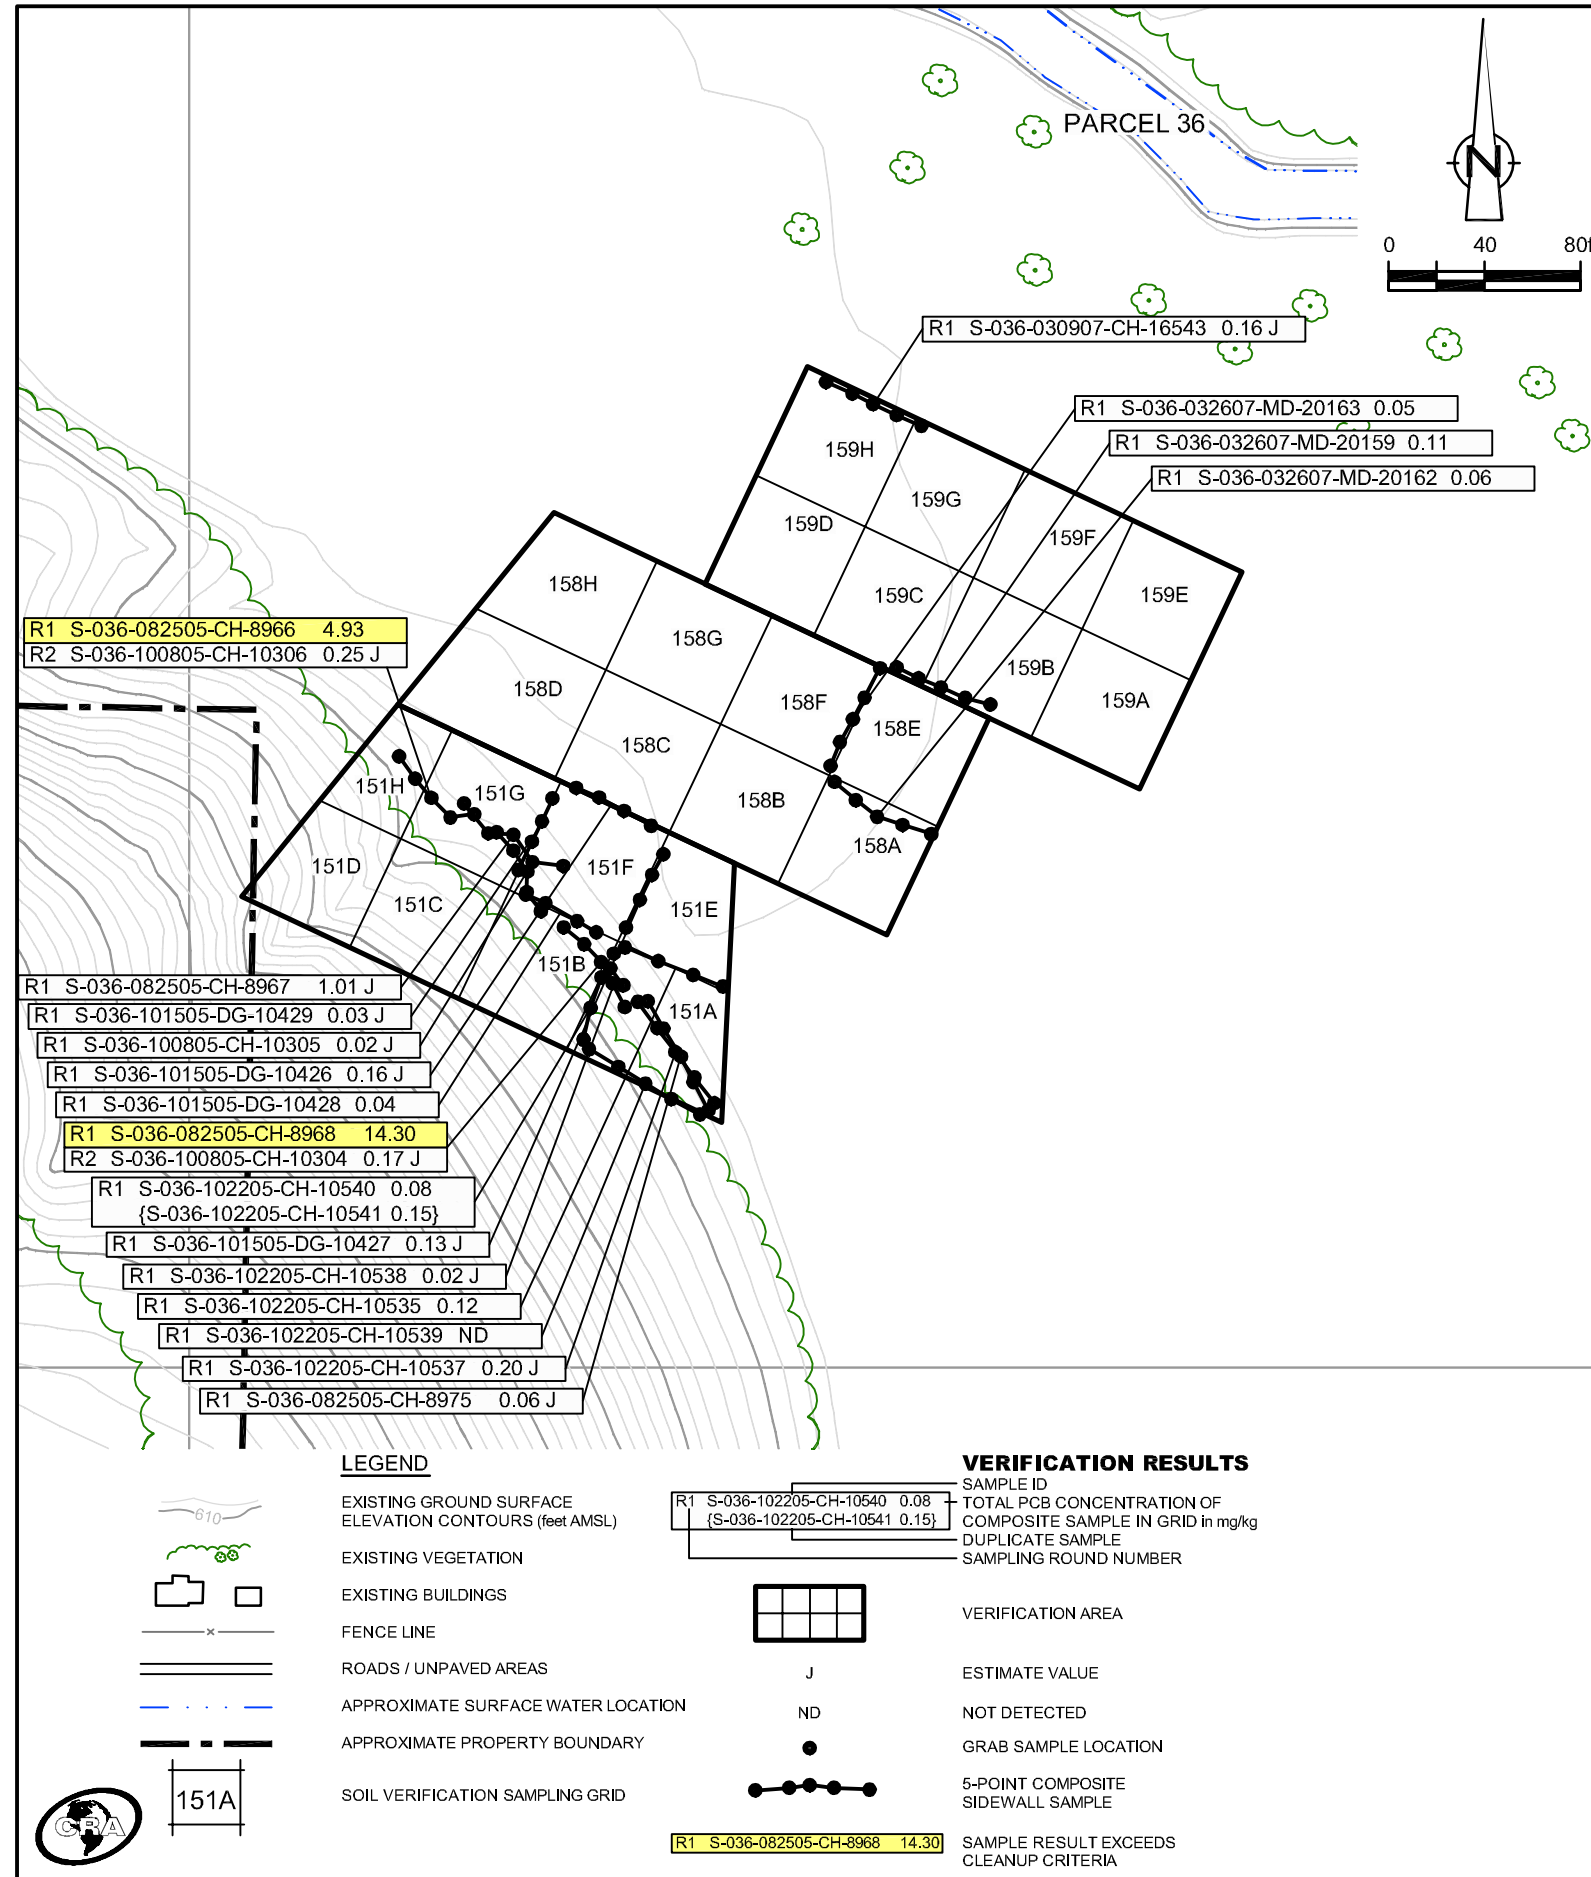 PARCEL 36
N
0 40 80f
R1 S-036-030907-CH-16543 0.16 J
R1 S-036-032607-MD-20163 0.05
R1 S-036-032607-MD-20159 0.11
R1 S-036-032607-MD-20162 0.06
159H
159G
159D
159F
159E
159C
159B
159A
158H
158G
158D
158F
158E
158C
158B
158A
R1 S-036-082505-CH-8966 4.93
R2 S-036-100805-CH-10306 0.25 J
151H
151G
151F
151D
151C
151E
151B
151A
R1 S-036-082505-CH-8967 1.01 J
R1 S-036-101505-DG-10429 0.03 J
R1 S-036-100805-CH-10305 0.02 J
R1 S-036-101505-DG-10426 0.16 J
R1 S-036-101505-DG-10428 0.04
R1 S-036-082505-CH-8968 14.30
R2 S-036-100805-CH-10304 0.17 J
R1 S-036-102205-CH-10540 0.08
{S-036-102205-CH-10541 0.15}
R1 S-036-101505-DG-10427 0.13 J
R1 S-036-102205-CH-10538 0.02 J
R1 S-036-102205-CH-10535 0.12
R1 S-036-102205-CH-10539 ND
R1 S-036-102205-CH-10537 0.20 J
R1 S-036-082505-CH-8975 0.06 J
LEGEND
610
EXISTING GROUND SURFACE
ELEVATION CONTOURS (feet AMSL)
EXISTING VEGETATION
EXISTING BUILDINGS
x
FENCE LINE
ROADS / UNPAVED AREAS
APPROXIMATE SURFACE WATER LOCATION
APPROXIMATE PROPERTY BOUNDARY
151A
SOIL VERIFICATION SAMPLING GRID
CRA
VERIFICATION RESULTS
R1 S-036-102205-CH-10540 0.08
{S-036-102205-CH-10541 0.15}
SAMPLE ID
TOTAL PCB CONCENTRATION OF
COMPOSITE SAMPLE IN GRID in mg/kg
DUPLICATE SAMPLE
SAMPLING ROUND NUMBER
VERIFICATION AREA
J ESTIMATE VALUE
ND NOT DETECTED
GRAB SAMPLE LOCATION
5-POINT COMPOSITE
SIDEWALL SAMPLE
R1 S-036-082505-CH-8968 14.30
SAMPLE RESULT EXCEEDS
CLEANUP CRITERIA